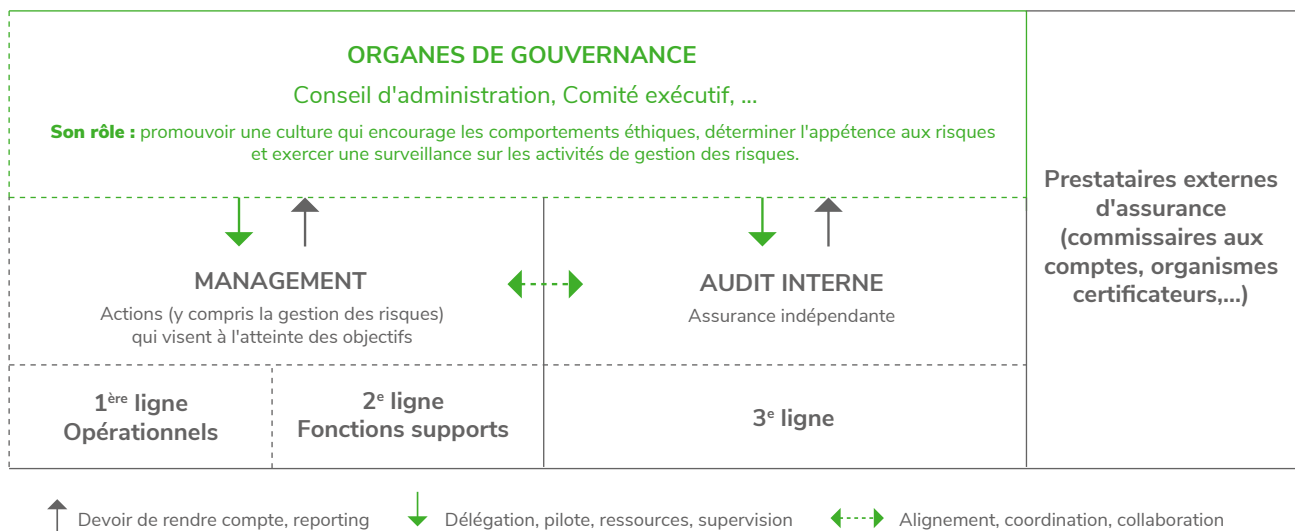 ORGANES DE GOUVERNANCE
Conseil d'administration, Comité exécutif, ...
Son rôle : promouvoir une culture qui encourage les comportements éthiques, déterminer l'appétence aux risques
et exercer une surveillance sur les activités de gestion des risques.
Prestataires externes
d'assurance
(commissaires aux
comptes, organismes
certificateurs,...)
MANAGEMENT
Actions (y compris la gestion des risques)
qui visent à l'atteinte des objectifs
AUDIT INTERNE
Assurance indépendante
1ère ligne
Opérationnels
2e ligne
Fonctions supports
3e ligne
Devoir de rendre compte, reporting
Délégation, pilote, ressources, supervision
Alignement, coordination, collaboration